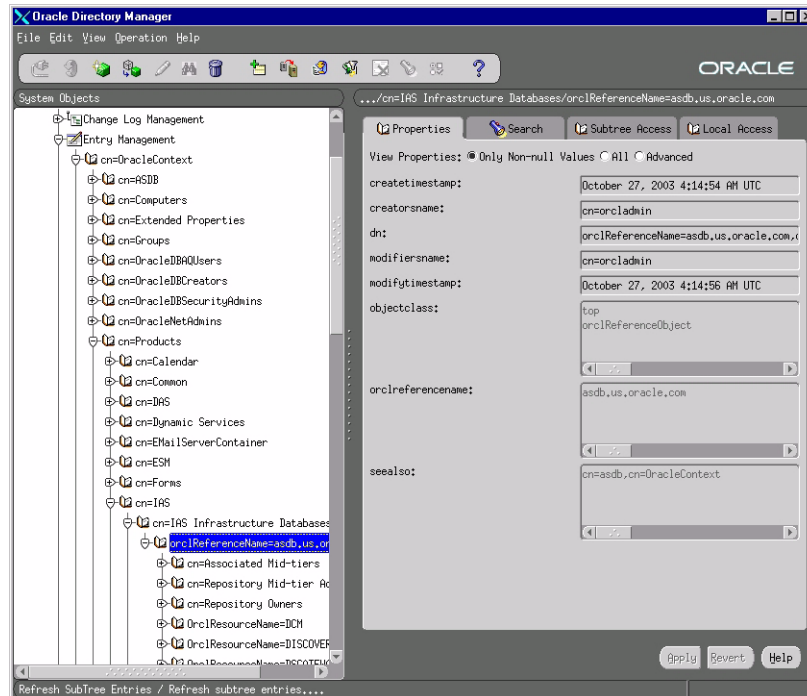 Oracle Directory Manager
File Edit View Operation Help
ORACLE
System Objects
.../cn=IAS Infrastructure Databases/orclReferenceName=asdb.us.oracle.com
Change Log Management
Entry Management
cn=OracleContext
cn=ASDB
cn=Computers
cn=Extended Properties
cn=Groups
cn=OracleDBAQUsers
cn=OracleDBCreators
cn=OracleDBSecurityAdmins
cn=OracleNetAdmins
cn=Products
cn=Calendar
cn=Common
cn=DAS
cn=Dynamic Services
cn=EMailServerContainer
cn=ESM
cn=Forms
cn=IAS
cn=IAS Infrastructure Databases
orclReferenceName=asdb.us.or
cn=Associated Mid-tiers
cn=Repository Mid-tier Ac
cn=Repository Owners
OrclResourceName=DCM
OrclResourceName=DISCOVER
Properties Search Subtree Access Local Access
View Properties: Only Non-null Values All Advanced
createtimestamp: October 27, 2003 4:14:54 AM UTC
creatorsname: cn=orcladmin
dn: orclReferenceName=asdb.us.oracle.com,c
modifiersname: cn=orcladmin
modifytimestamp: October 27, 2003 4:14:56 AM UTC
objectclass: top
orclReferenceObject
orclreferencename: asdb.us.oracle.com
seealso: cn=asdb,cn=OracleContext
Apply Revert Help
Refresh SubTree Entries / Refresh subtree entries....